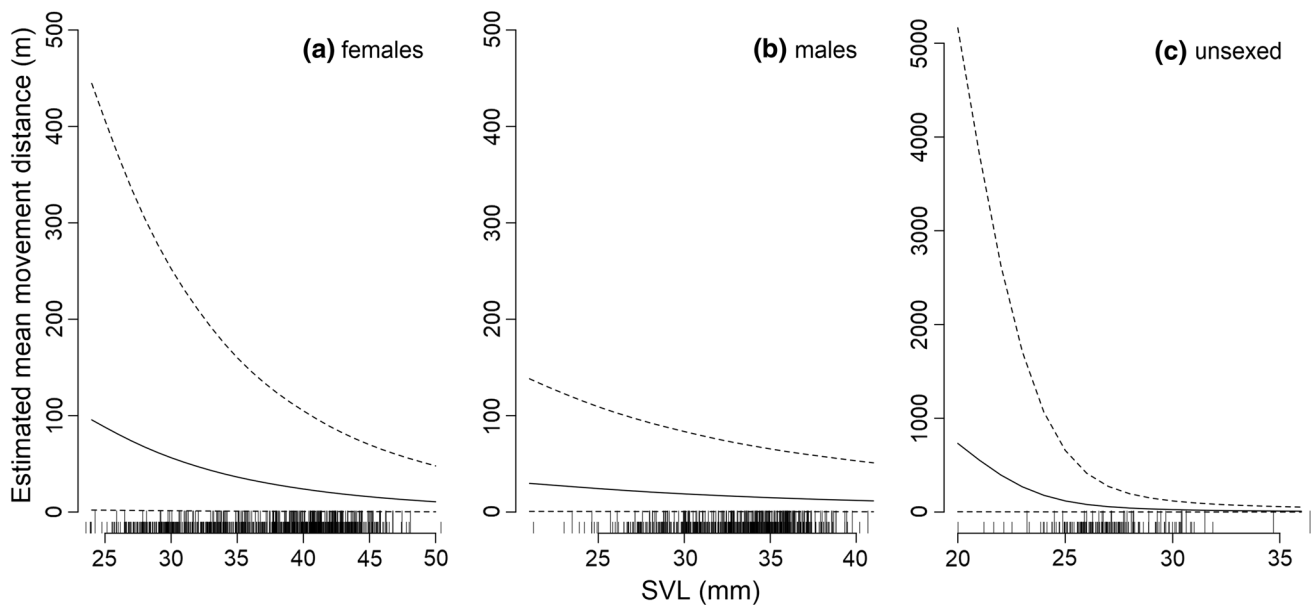 Estimated mean movement distance (m)
500
400
300
200
100
0
(a) females
25 30 35 40 45 50
500
400
300
200
100
0
(b) males
25 30 35 40
5000
4000
3000
2000
1000
0
(c) unsexed
20 25 30 35
SVL (mm)